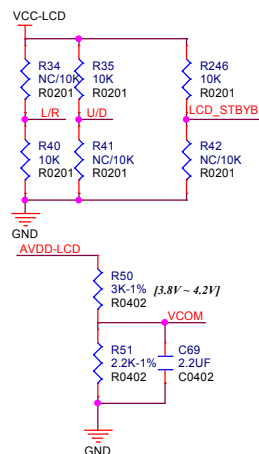 VCC-LCD
R34
NC/10K
R0201
R35
10K
R0201
R246
10K
R0201
L/R
U/D
LCD_STBYB
R40
10K
R0201
R41
NC/10K
R0201
R42
NC/10K
R0201
GND
AVDD-LCD
R50
3K-1% [3.8V ~ 4.2V]
R0402
VCOM
R51
2.2K-1%
R0402
C69
2.2UF
C0402
GND